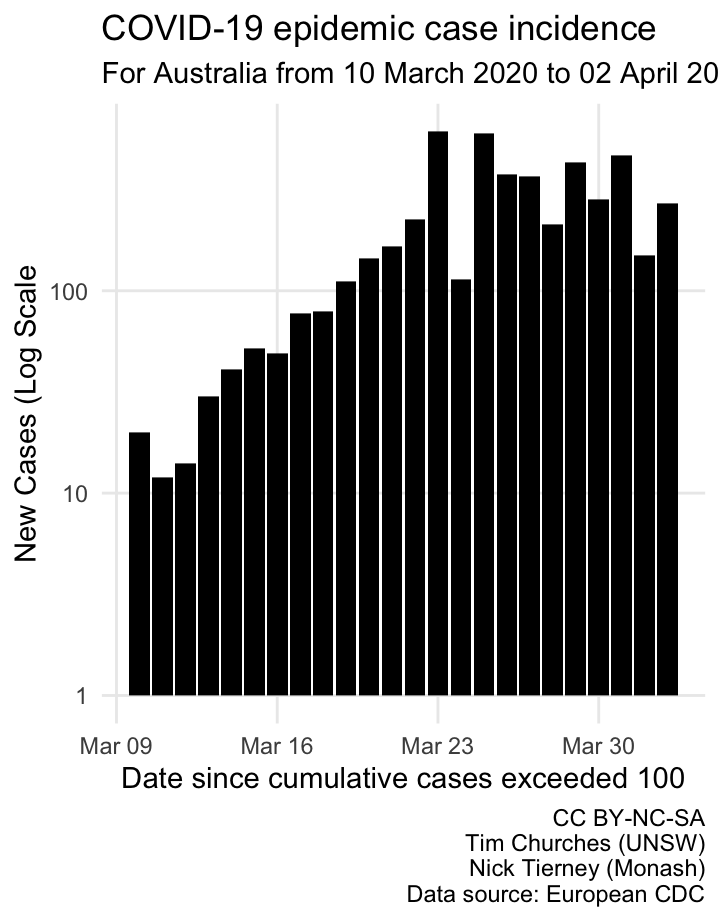 COVID-19 epidemic case incidence
For Australia from 10 March 2020 to 02 April 20
New Cases (Log Scale
100
10
1
Mar 09 Mar 16 Mar 23 Mar 30
Date since cumulative cases exceeded 100
CC BY-NC-SA
Tim Churches (UNSW)
Nick Tierney (Monash)
Data source: European CDC